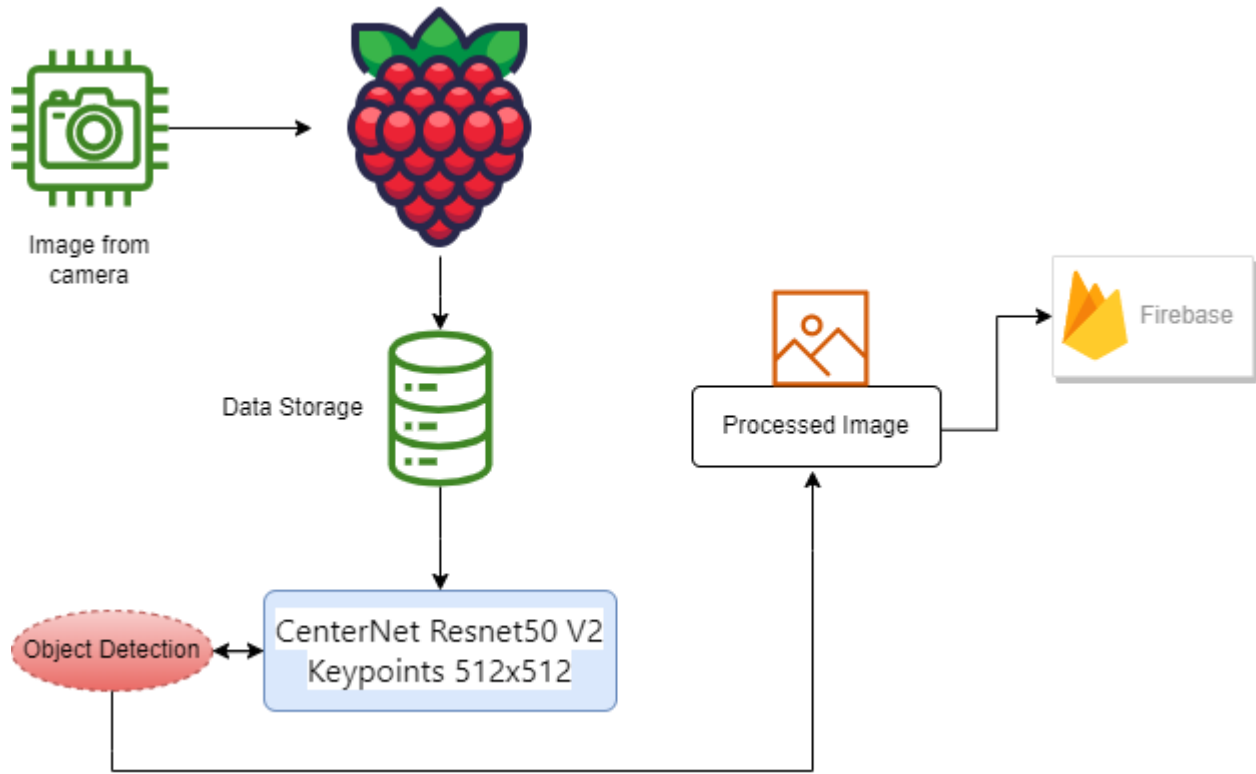 Image from
camera
Data Storage
Firebase
Processed Image
CenterNet Resnet50 V2
Keypoints 512x512
Object Detection